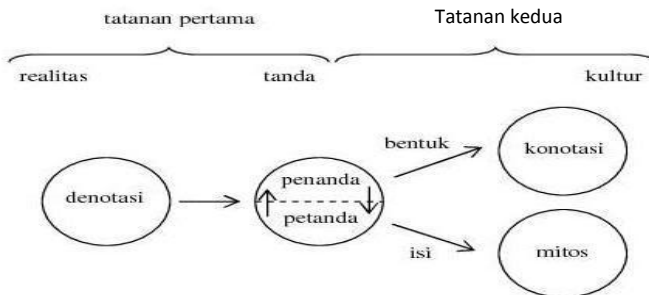 tatanan pertama Tatanan kedua
realitas tanda kultur
bentuk konotasi
denotasi penanda
petanda
isi mitos